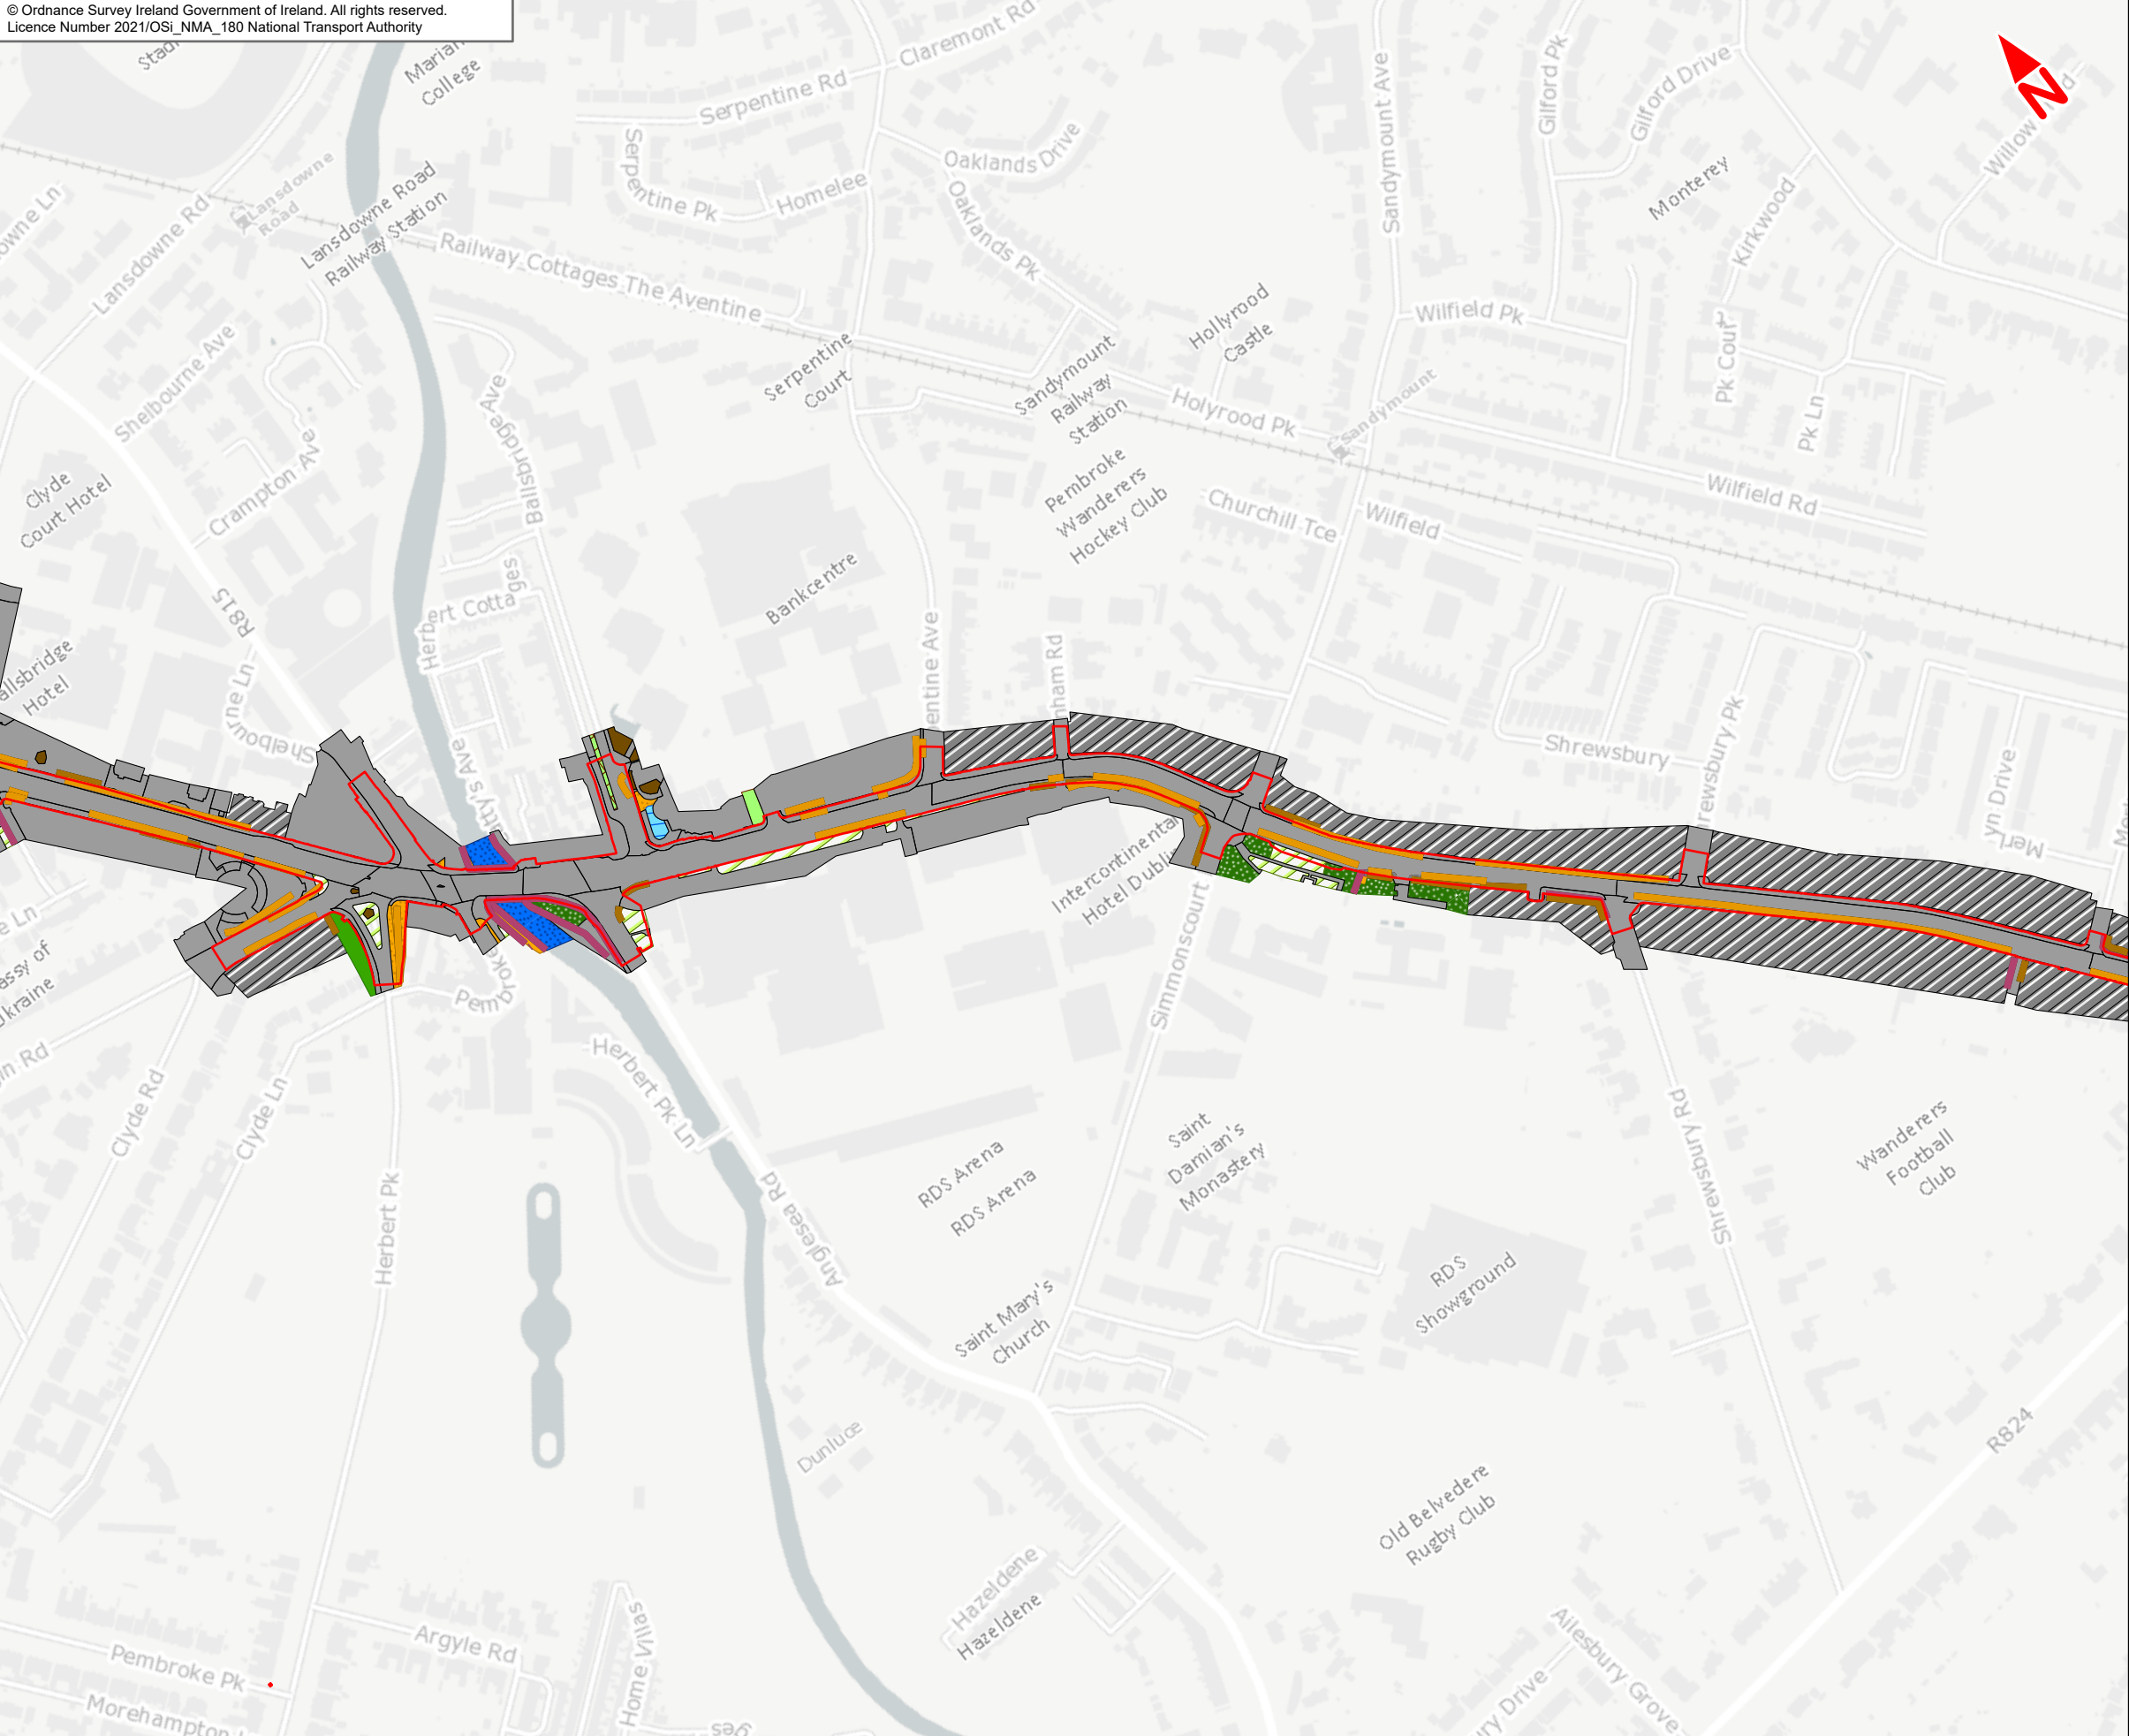 © Ordnance Survey Ireland Government of Ireland. All rights reserved.
Licence Number 2021/OSi_NMA_180 National Transport Authority
N
College
Claremont Rd
Serpentine Rd
Serpentine Pk
Homelee
Oaklands Drive
Oaklands Pk
Sandymount Ave
Gilford Pk
Gilford Drive
Monterey
Kirkwood
Willow
Lansdowne
Road
Lansdowne Rd
Lansdowne Road
Railway Station
Railway Cottages The Aventine
Shelbourne Ave
Crampton Ave
Clyde
Court Hotel
R815
Ballsbridge Ave
Serpentine
Court
Hollyrood
Castle
Sandymount
Railway
Station
Holyrood Pk
Sandymount
Wilfield Pk
Pk Court
Pk Ln
Wilfield Rd
Pembroke
Wanderers
Hockey Club
Churchill Tce
Wilfield
Bankcentre
Herbert Cottages
Hotel
Shrewsbury
Intercontinental
Hotel Dublin
Simmonscourt
Pembroke
Herbert Pk Ln
Clyde Rd
Clyde Ln
Herbert Pk
Anglesea Rd
RDS Arena
RDS Arena
Saint
Damian's
Monastery
Saint Mary's
Church
RDS
Showground
Shrewsbury Rd
Wanderers
Football
Club
R824
Dunluce
Old Belvedere
Rugby Club
Hazeldene
Hazeldene
Ailesbury Grove
Argyle Rd
Home Villas
Pembroke Pk
Morehampton